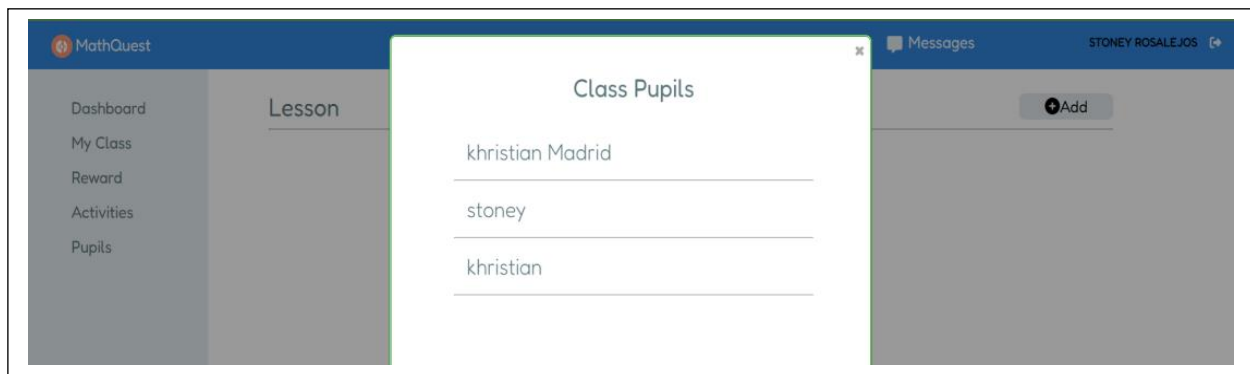 MathQuest
Messages
STONEY ROSALEJOS
×
Class Pupils
Dashboard
My Class
Reward
Activities
Pupils
Lesson
Add
khristian Madrid
stoney
khristian